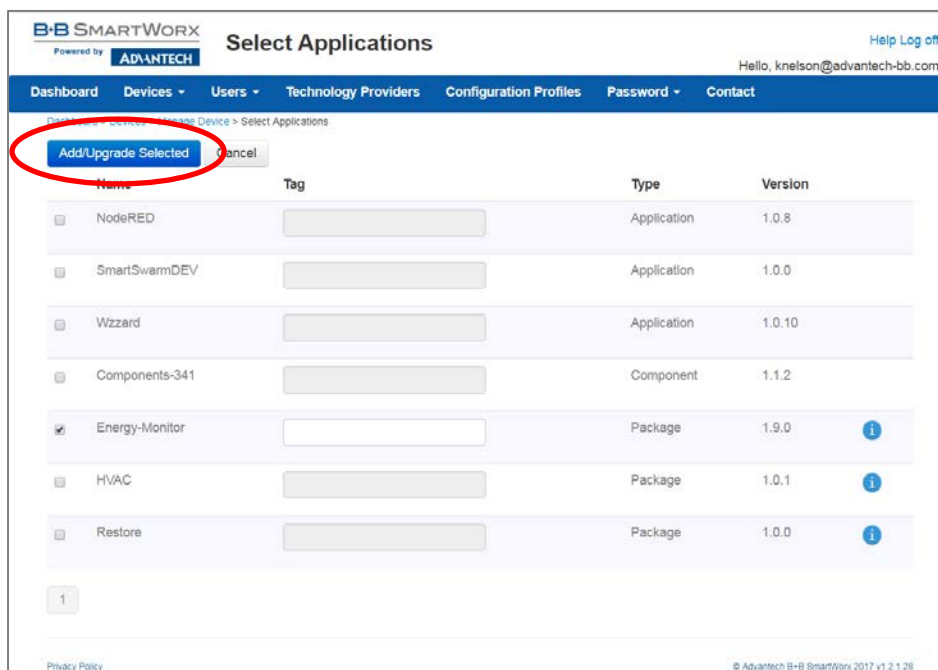 B+B SMARTWORX
Powered by ADVANTECH
Select Applications
Help Log off
Hello, knelson@advantech-bb.com
Dashboard Devices Users Technology Providers Configuration Profiles Password Contact
Dashboard > Devices > Manage Device > Select Applications
Add/Upgrade Selected Cancel
Name Tag Type Version
NodeRED Application 1.0.8
SmartSwarmDEV Application 1.0.0
Wzzard Application 1.0.10
Components-341 Component 1.1.2
Energy-Monitor Package 1.9.0
HVAC Package 1.0.1
Restore Package 1.0.0
1
Privacy Policy © Advantech B+B SmartWorx 2017 v1.2.1.28